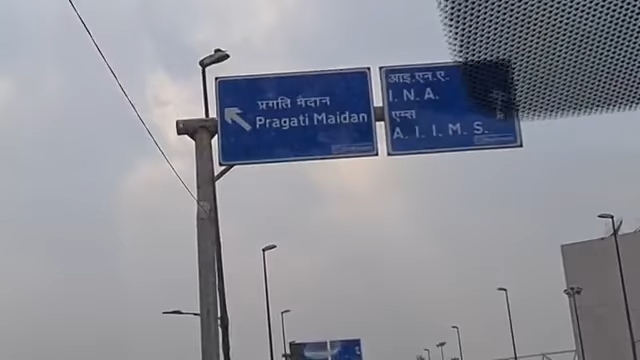 प्रगति मैदान
Pragati Maidan
आइ.एन.ए.
I. N. A.
एम्स
A. I. I. M. S.